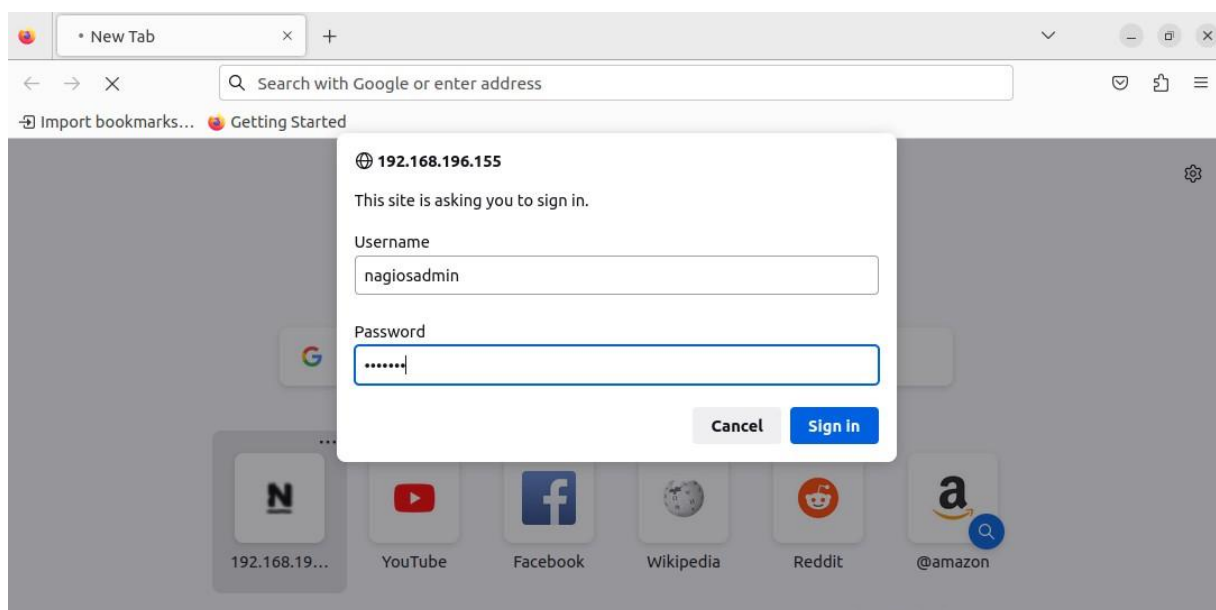 New Tab
Search with Google or enter address
Import bookmarks... Getting Started
192.168.196.155
This site is asking you to sign in.
Username
nagiosadmin
Password
•••••••
Cancel Sign in
G
N f a
192.168.19... YouTube Facebook Wikipedia Reddit @amazon